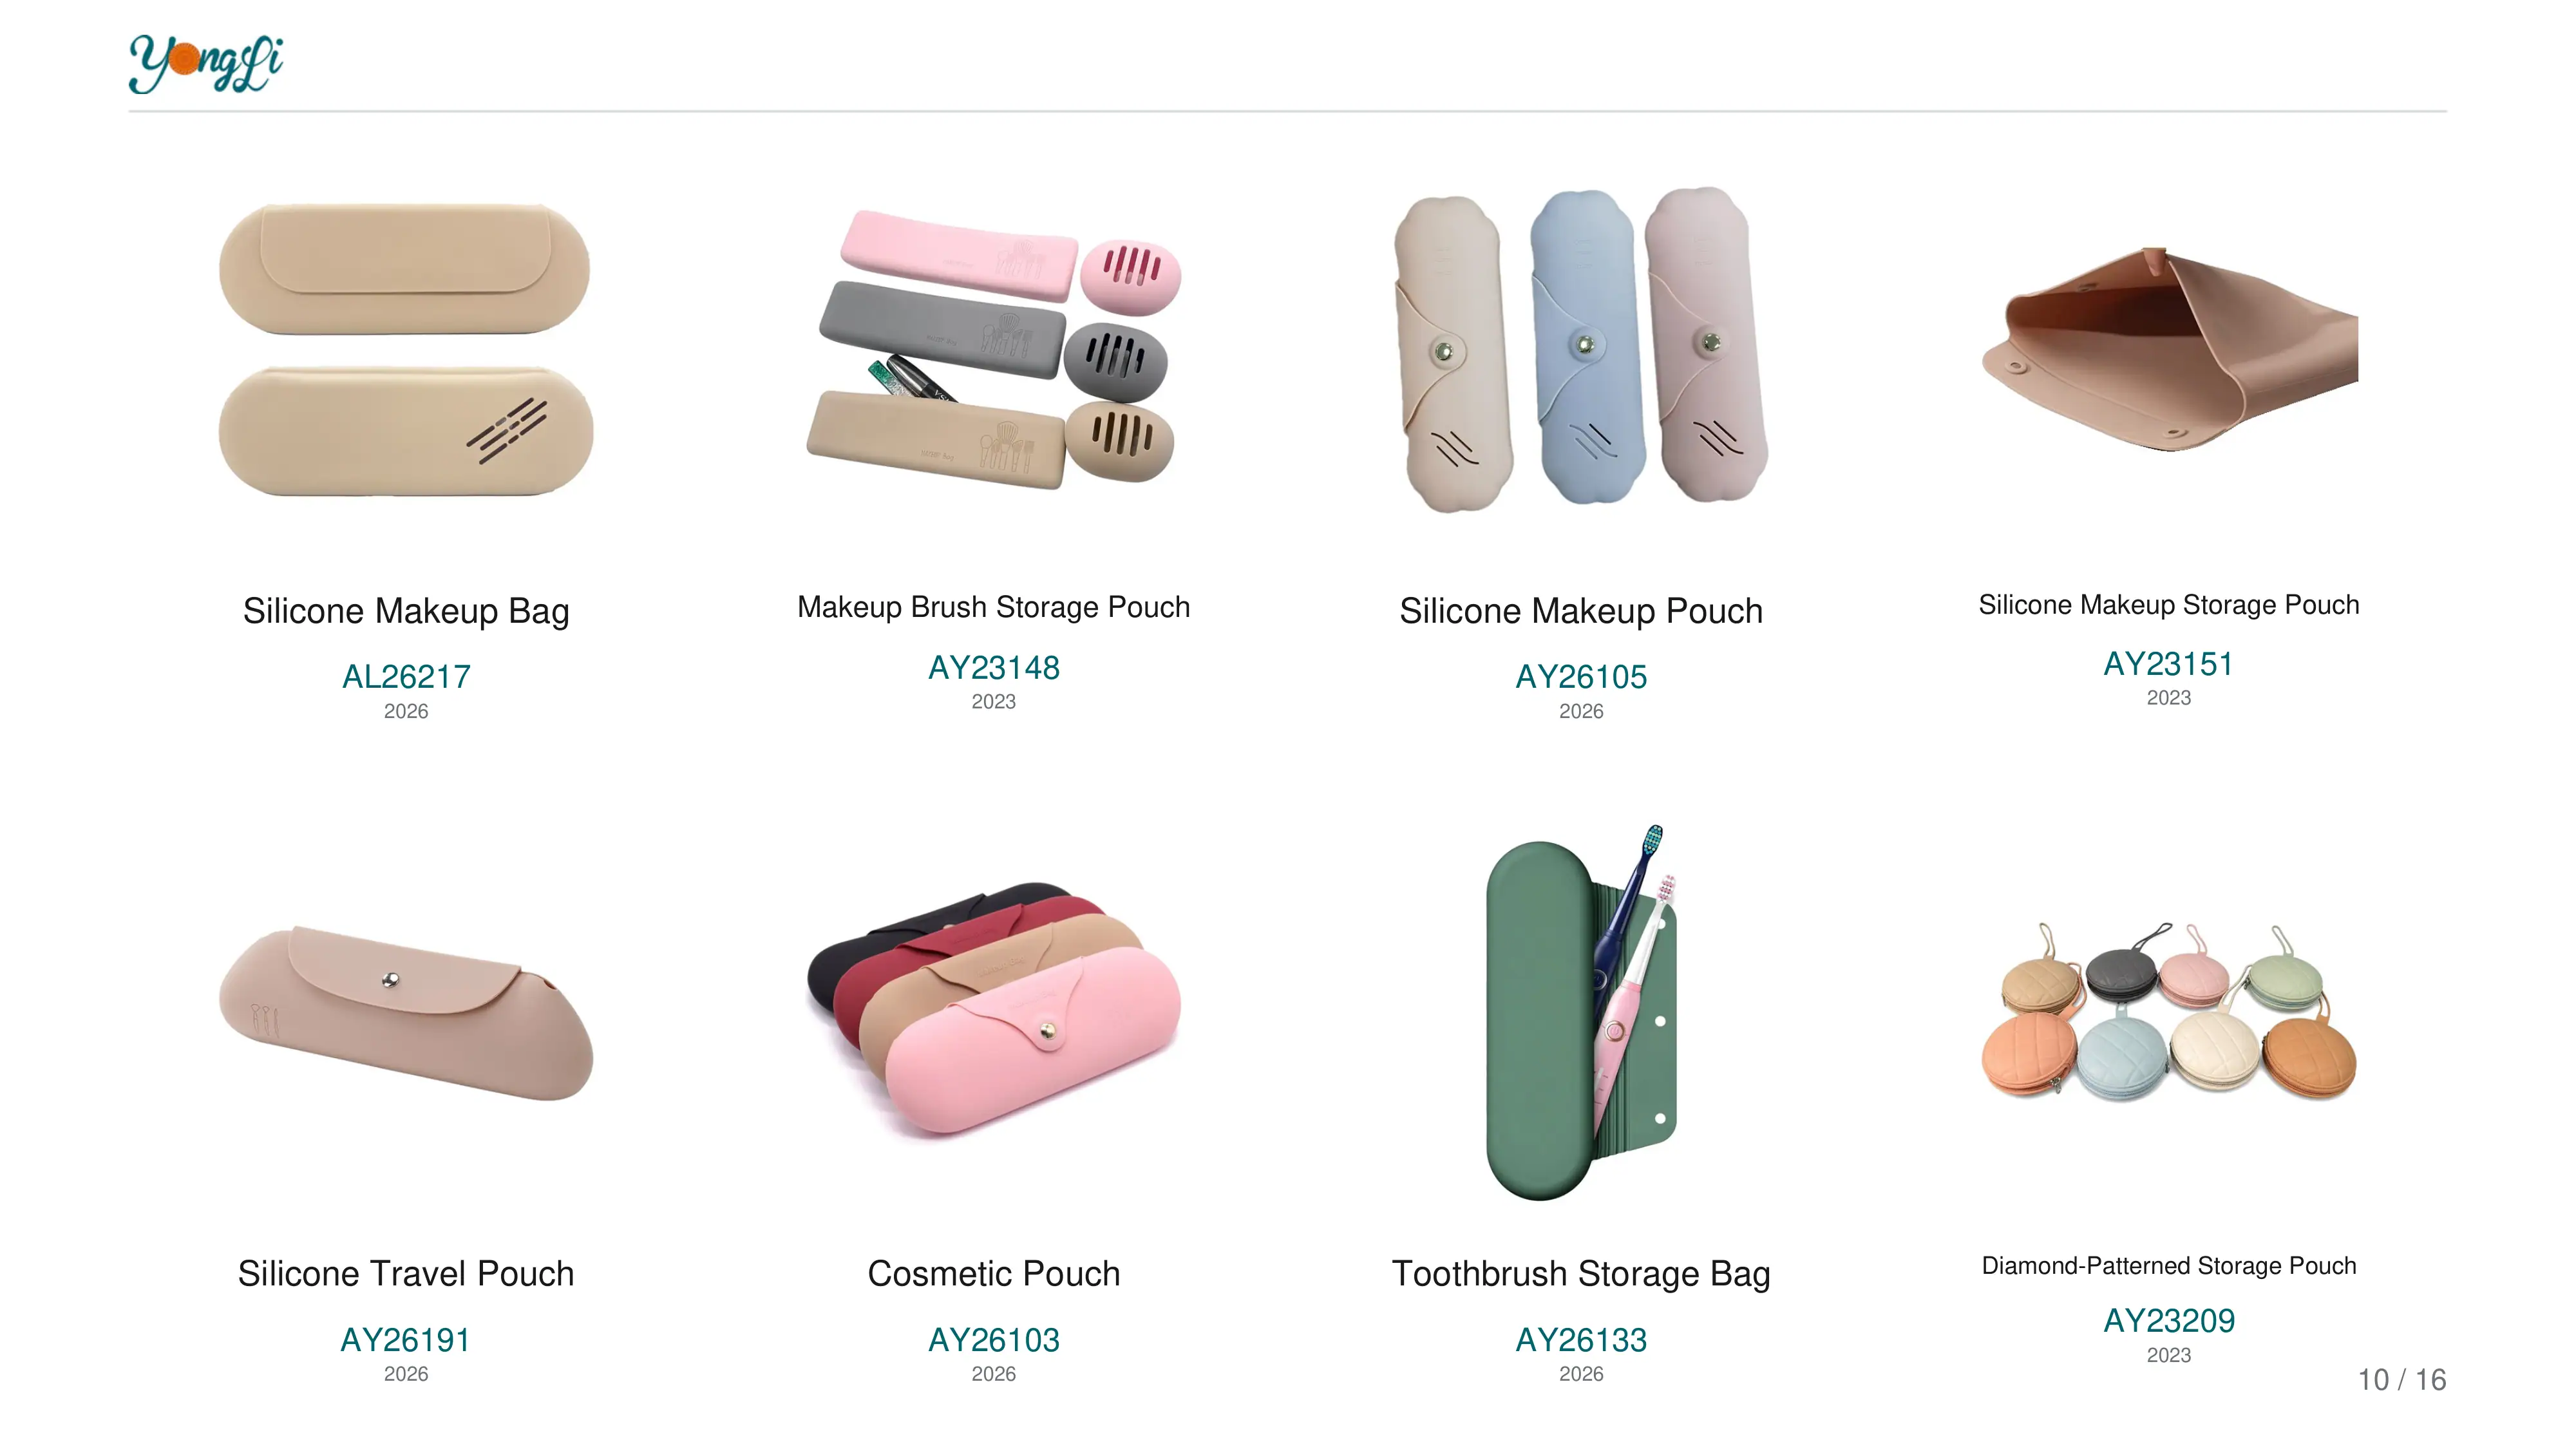 YongLi
Silicone Makeup Bag
AL26217
2026
Makeup Brush Storage Pouch
AY23148
2023
Silicone Makeup Pouch
AY26105
2026
Silicone Makeup Storage Pouch
AY23151
2023
Silicone Travel Pouch
AY26191
2026
Cosmetic Pouch
AY26103
2026
Toothbrush Storage Bag
AY26133
2026
Diamond-Patterned Storage Pouch
AY23209
2023
10 / 16